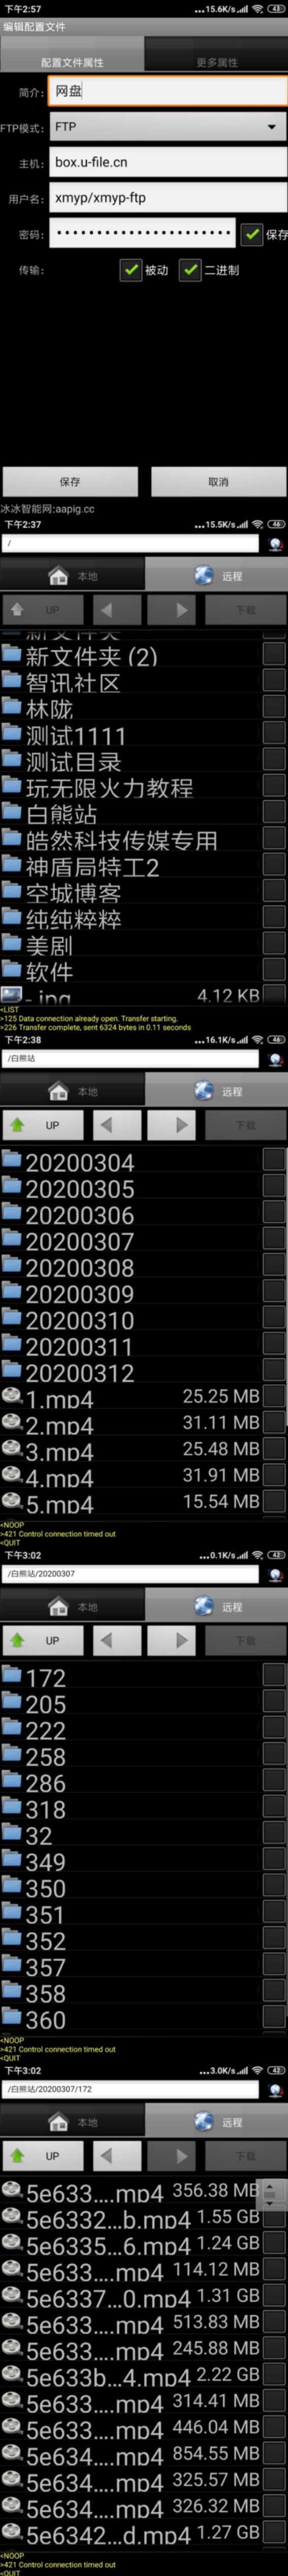 下午2:57
...15.6K/s 43
编辑配置文件
配置文件属性 更多属性
简介: 网盘
FTP模式: FTP
主机: box.u-file.cn
用户名: xmyp/xmyp-ftp
密码: •••••••••••••••••••••• 保存
传输: 被动 二进制
保存 取消
冰冰智能网:aapig.cc
下午2:37
...15.5K/s 46
/
本地 远程
UP 下载
新文件夹
新文件夹 (2)
智讯社区
林陇
测试1111
测试目录
玩无限火力教程
白熊站
皓然科技传媒专用
神盾局特工2
空城博客
纯纯粹粹
美剧
软件
-.jpg 4.12 KB
<LIST
>125 Data connection already open. Transfer starting.
>226 Transfer complete, sent 6324 bytes in 0.11 seconds
下午2:38
...16.1K/s 46
/白熊站
本地 远程
UP 下载
20200304
20200305
20200306
20200307
20200308
20200309
20200310
20200311
20200312
1.mp4 25.25 MB
2.mp4 31.11 MB
3.mp4 25.48 MB
4.mp4 31.91 MB
5.mp4 15.54 MB
<NOOP
>421 Control connection timed out
<QUIT
下午3:02
...0.1K/s 42
/白熊站/20200307
本地 远程
UP 下载
172
205
222
258
286
318
32
349
350
351
352
357
358
360
<NOOP
>421 Control connection timed out
<QUIT
下午3:02
...3.0K/s 42
/白熊站/20200307/172
本地 远程
UP 下载
5e633....mp4 356.38 MB
5e6332...b.mp4 1.55 GB
5e6335...6.mp4 1.24 GB
5e633....mp4 114.12 MB
5e6337...0.mp4 1.31 GB
5e633....mp4 513.83 MB
5e633....mp4 245.88 MB
5e633b...4.mp4 2.22 GB
5e633....mp4 314.41 MB
5e633....mp4 446.04 MB
5e634....mp4 854.55 MB
5e634....mp4 325.57 MB
5e634....mp4 326.32 MB
5e6342...d.mp4 1.27 GB
<NOOP
>421 Control connection timed out
<QUIT